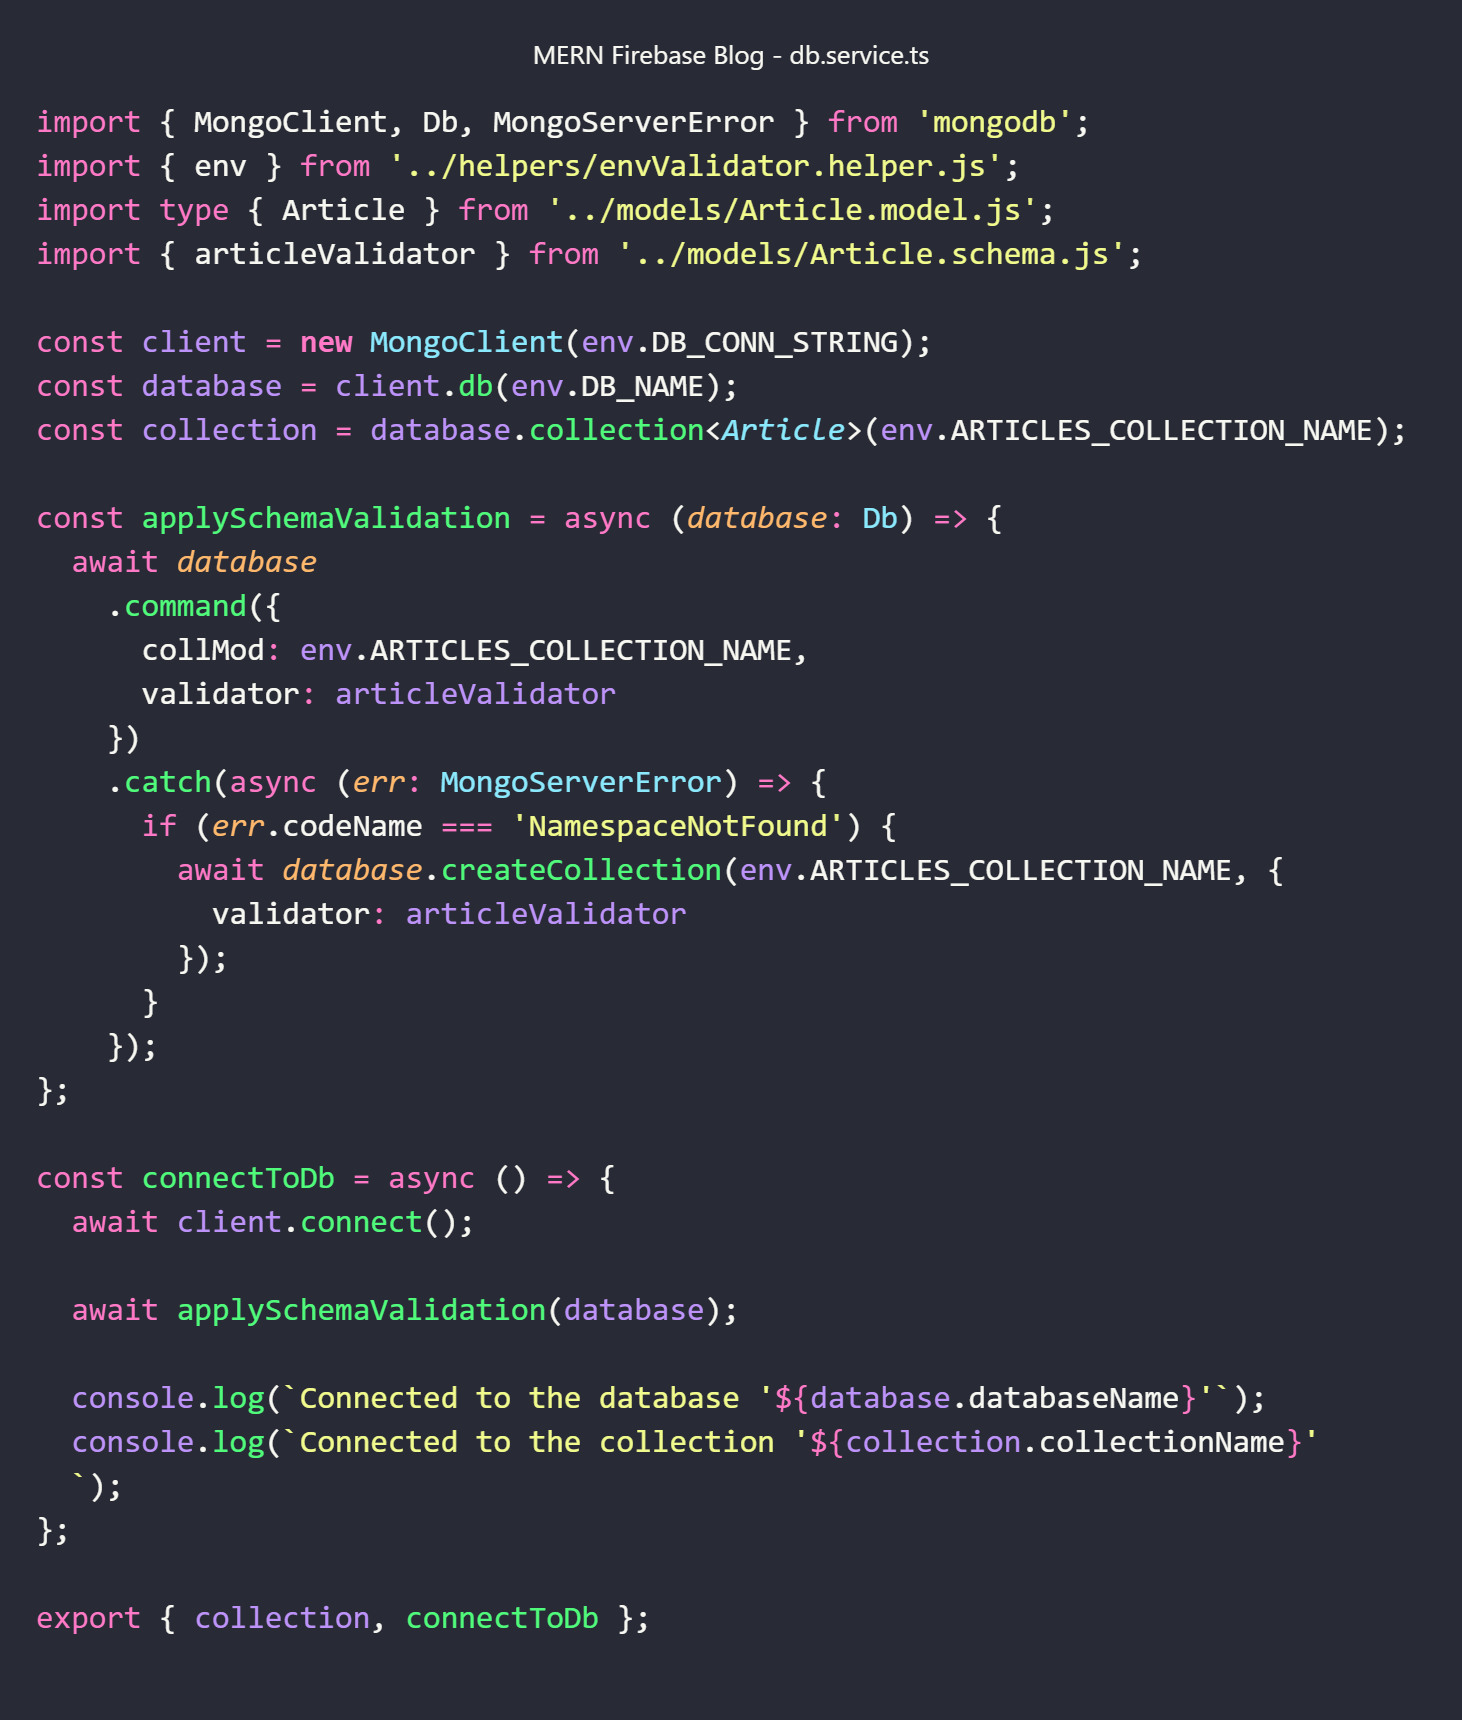 MERN Firebase Blog - db.service.ts
import { MongoClient, Db, MongoServerError } from 'mongodb';
import { env } from '../helpers/envValidator.helper.js';
import type { Article } from '../models/Article.model.js';
import { articleValidator } from '../models/Article.schema.js';

const client = new MongoClient(env.DB_CONN_STRING);
const database = client.db(env.DB_NAME);
const collection = database.collection<Article>(env.ARTICLES_COLLECTION_NAME);

const applySchemaValidation = async (database: Db) => {
  await database
    .command({
      collMod: env.ARTICLES_COLLECTION_NAME,
      validator: articleValidator
    })
    .catch(async (err: MongoServerError) => {
      if (err.codeName === 'NamespaceNotFound') {
        await database.createCollection(env.ARTICLES_COLLECTION_NAME, {
          validator: articleValidator
        });
      }
    });
};

const connectToDb = async () => {
  await client.connect();

  await applySchemaValidation(database);

  console.log(`Connected to the database '${database.databaseName}'`);
  console.log(`Connected to the collection '${collection.collectionName}'
  `);
};

export { collection, connectToDb };